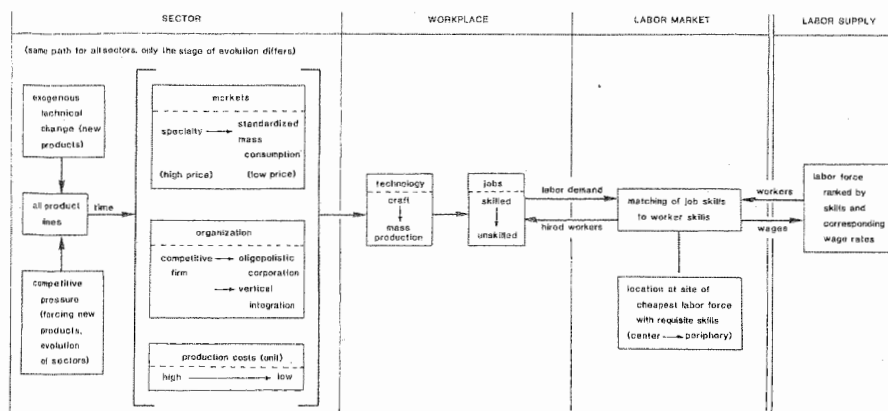 SECTOR
WORKPLACE
LABOR MARKET
LABOR SUPPLY
(same path for all sectors, only the stage of evolution differs)
exogenous
technical
change (new
products)
all product
lines
time
competitive
pressure
(forcing new
products,
evolution
of sectors)
markets
specialty
standardized
mass
consumption
(high price)
(low price)
organization
competitive
oligopolistic
firm
corporation
vertical
integration
production costs (unit)
high
low
technology
craft
mass
production
jobs
skilled
unskilled
labor demand
hired workers
matching of job skills
to worker skills
location at site of
cheapest labor force
with requisite skills
(center
periphery)
workers
wages
labor force
ranked by
skills and
corresponding
wage rates